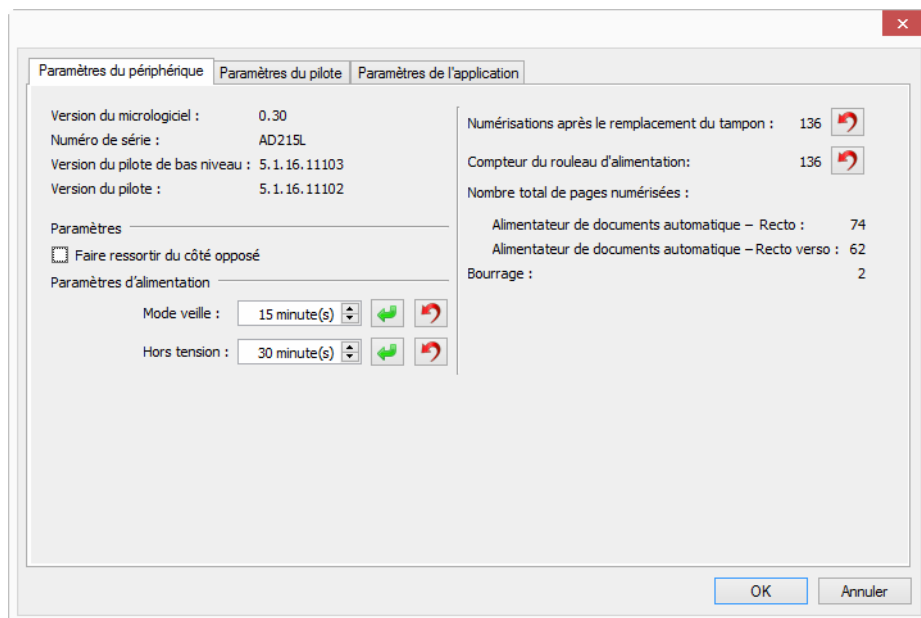 Paramètres du périphérique
Paramètres du pilote
Paramètres de l'application
Version du micrologiciel : 0.30
Numéro de série : AD215L
Version du pilote de bas niveau : 5.1.16.11103
Version du pilote : 5.1.16.11102
Paramètres
Faire ressortir du côté opposé
Paramètres d'alimentation
Mode veille : 15 minute(s)
Hors tension : 30 minute(s)
Numérisations après le remplacement du tampon : 136
Compteur du rouleau d'alimentation: 136
Nombre total de pages numérisées :
Alimentateur de documents automatique – Recto : 74
Alimentateur de documents automatique – Recto verso : 62
Bourrage : 2
OK
Annuler